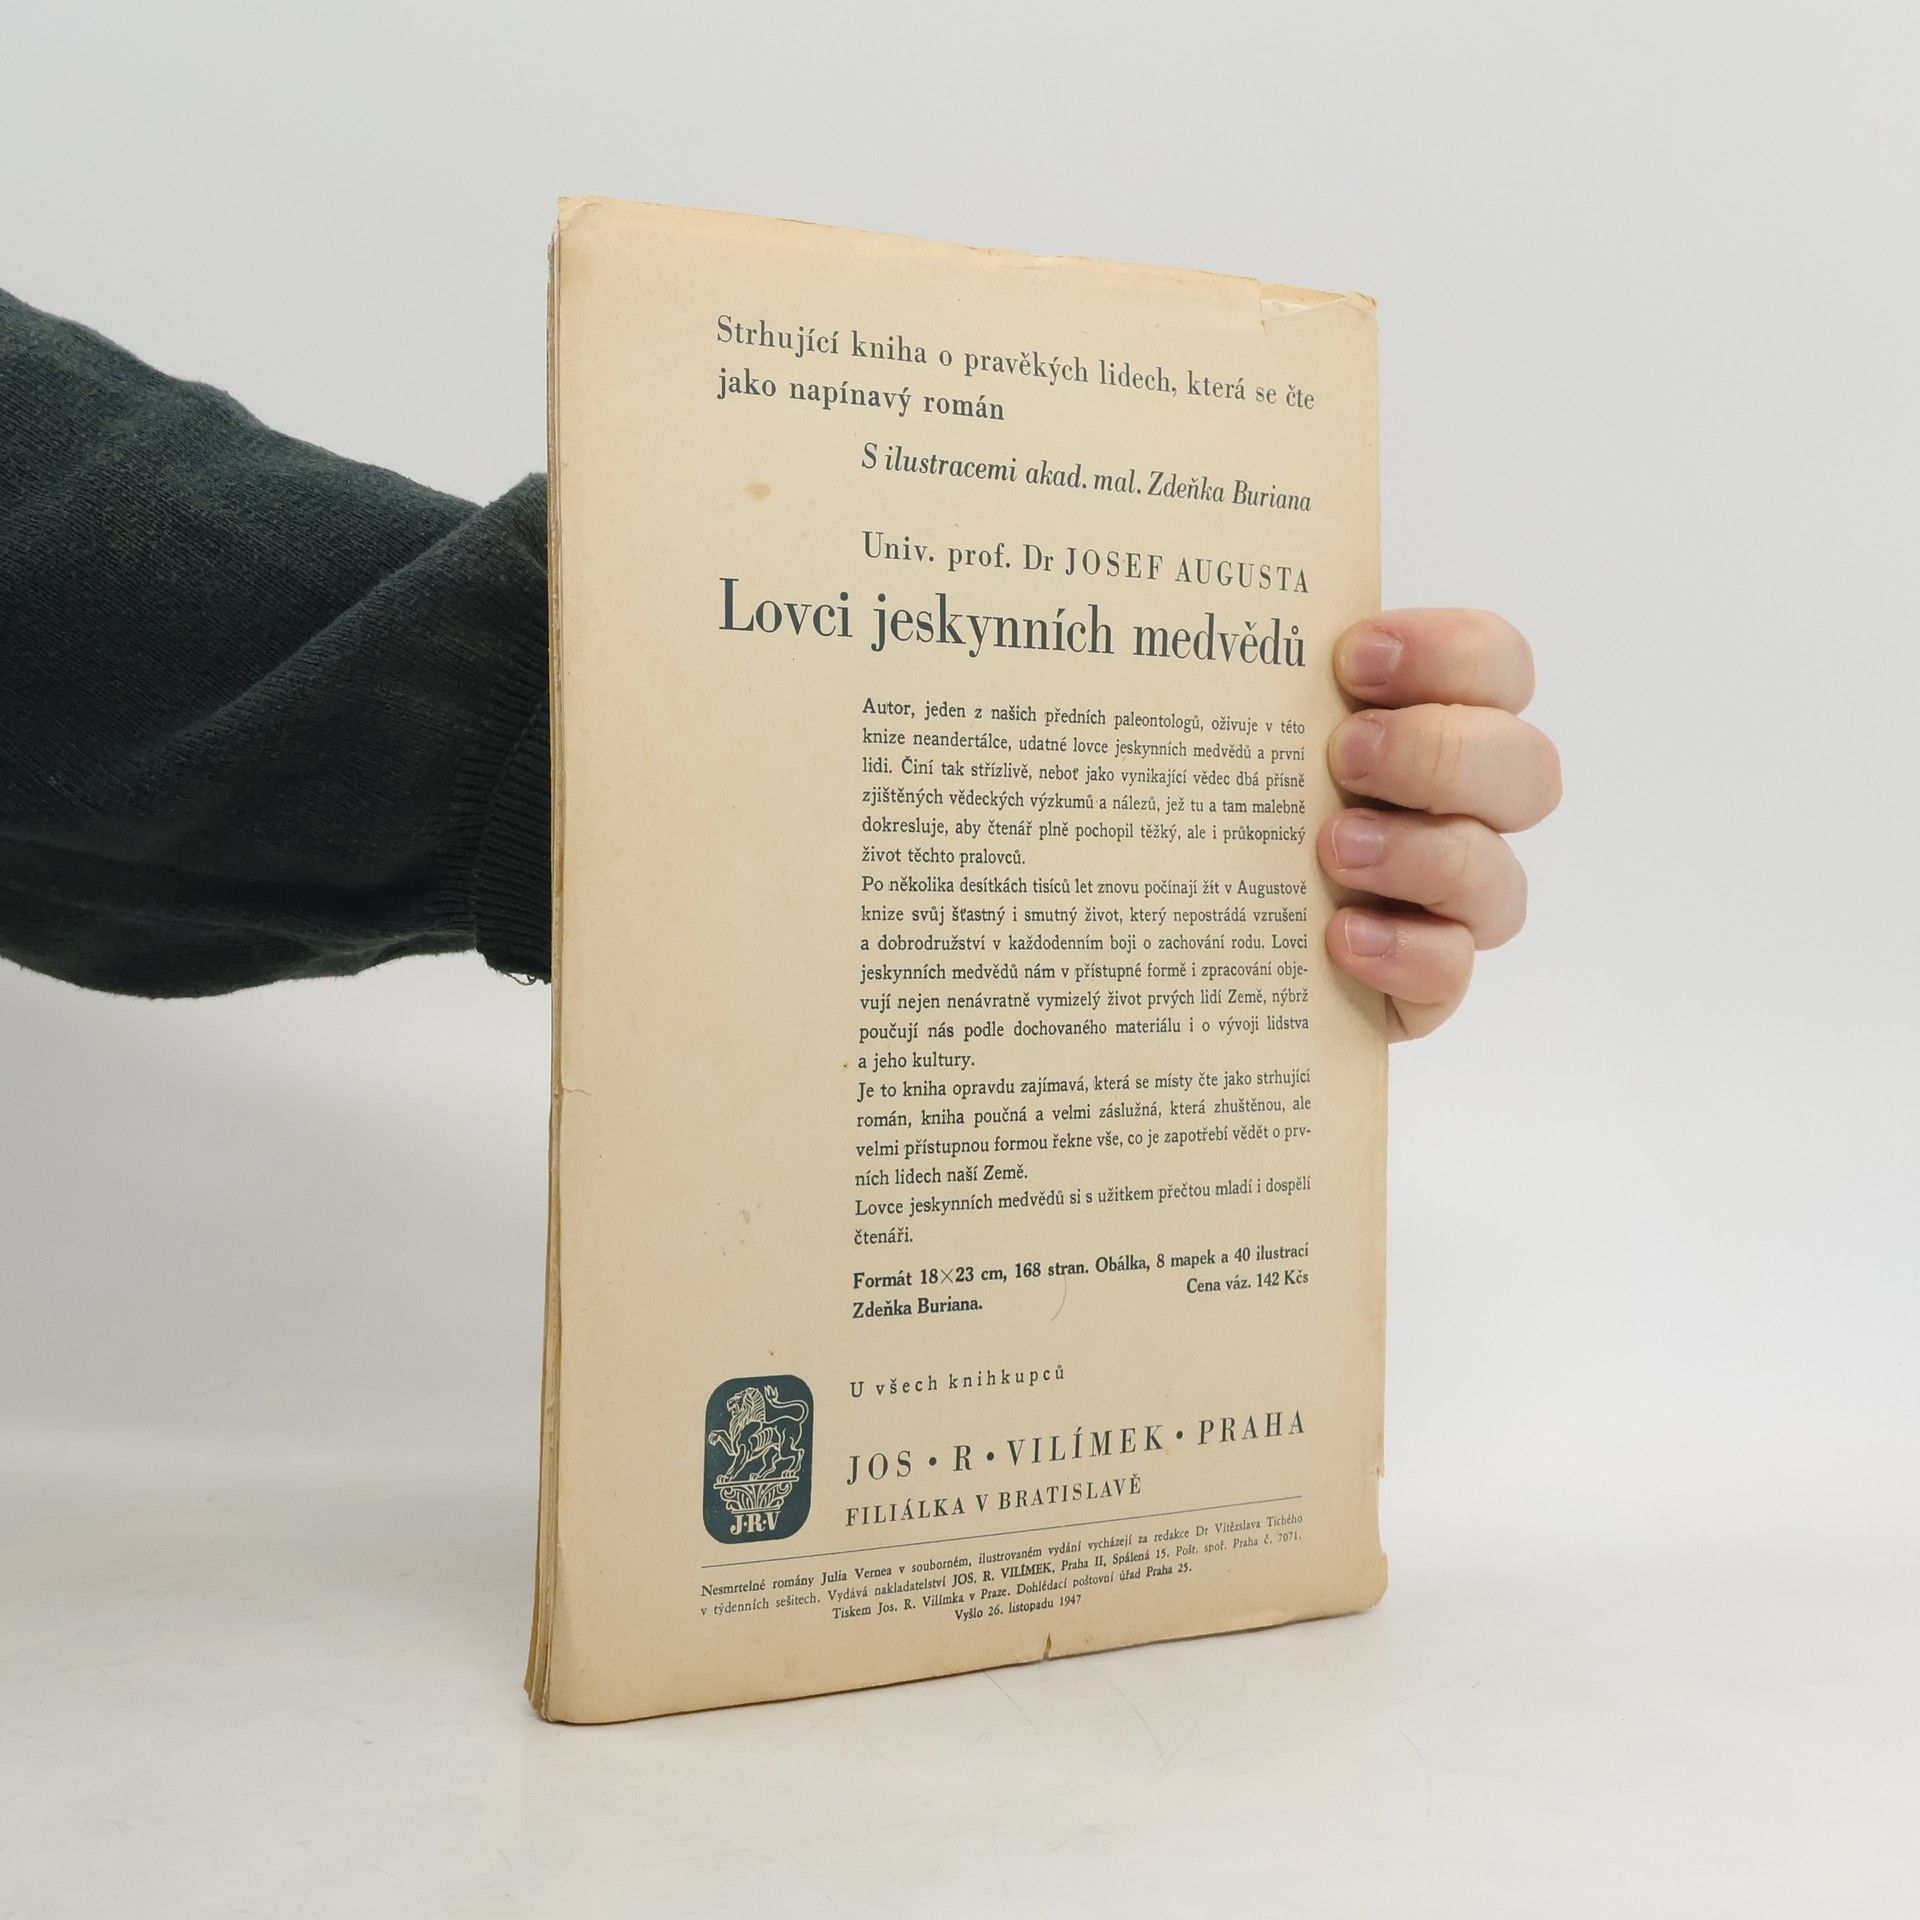 Strhující kniha o pravěkých lidech, která se čte
jako napínavý román
S ilustracemi akad. mal. Zdeňka Buriana
Univ. prof. Dr JOSEF AUGUSTA
Lovci jeskynních medvědů
Autor, jeden z našich předních paleontologů, oživuje v této
knize neandertálce, udatné lovce jeskynních medvědů a první
lidi. Činí tak střízlivě, neboť jako vynikající vědec dbá přísně
zjištěných vědeckých výzkumů a nálezů, jež tu a tam malebně
dokresluje, aby čtenář plně pochopil těžký, ale i průkopnický
život těchto pralovců.
Po několika desítkách tisíců let znovu počínají žít v Augustově
knize svůj šťastný i smutný život, který nepostrádá vzrušení
a dobrodružství v každodenním boji o zachování rodu. Lovci
jeskynních medvědů nám v přístupné formě i zpracování obje-
vují nejen nenávratně vymizelý život prvých lidí Země, nýbrž
poučují nás podle dochovaného materiálu i o vývoji lidstva
a jeho kultury.
Je to kniha opravdu zajímavá, která se místy čte jako strhující
román, kniha poučná a velmi záslužná, která zhuštěnou, ale
velmi přístupnou formou řekne vše, co je zapotřebí vědět o prv-
ních lidech naší Země.
Lovce jeskynních medvědů si s užitkem přečtou mladí i dospělí
čtenáři.
Formát 18×23 cm, 168 stran. Obálka, 8 mapek a 40 ilustrací
Zdeňka Buriana. Cena váz. 142 Kčs
U všech knihkupců
JOS • R • VILÍMEK • PRAHA
FILIÁLKA V BRATISLAVĚ
J·R·V
Nesmrtelné romány Julia Vernea v souborném, ilustrovaném vydání vycházejí za redakce Dr Vítězslava Tichého
v týdenních sešitech. Vydává nakladatelství JOS. R. VILÍMEK, Praha II, Spálená 15. Pošt. spoř. Praha č. 7071.
Tiskem Jos. R. Vilímka v Praze. Dohlédací poštovní úřad Praha 25.
Vyšlo 26. listopadu 1947